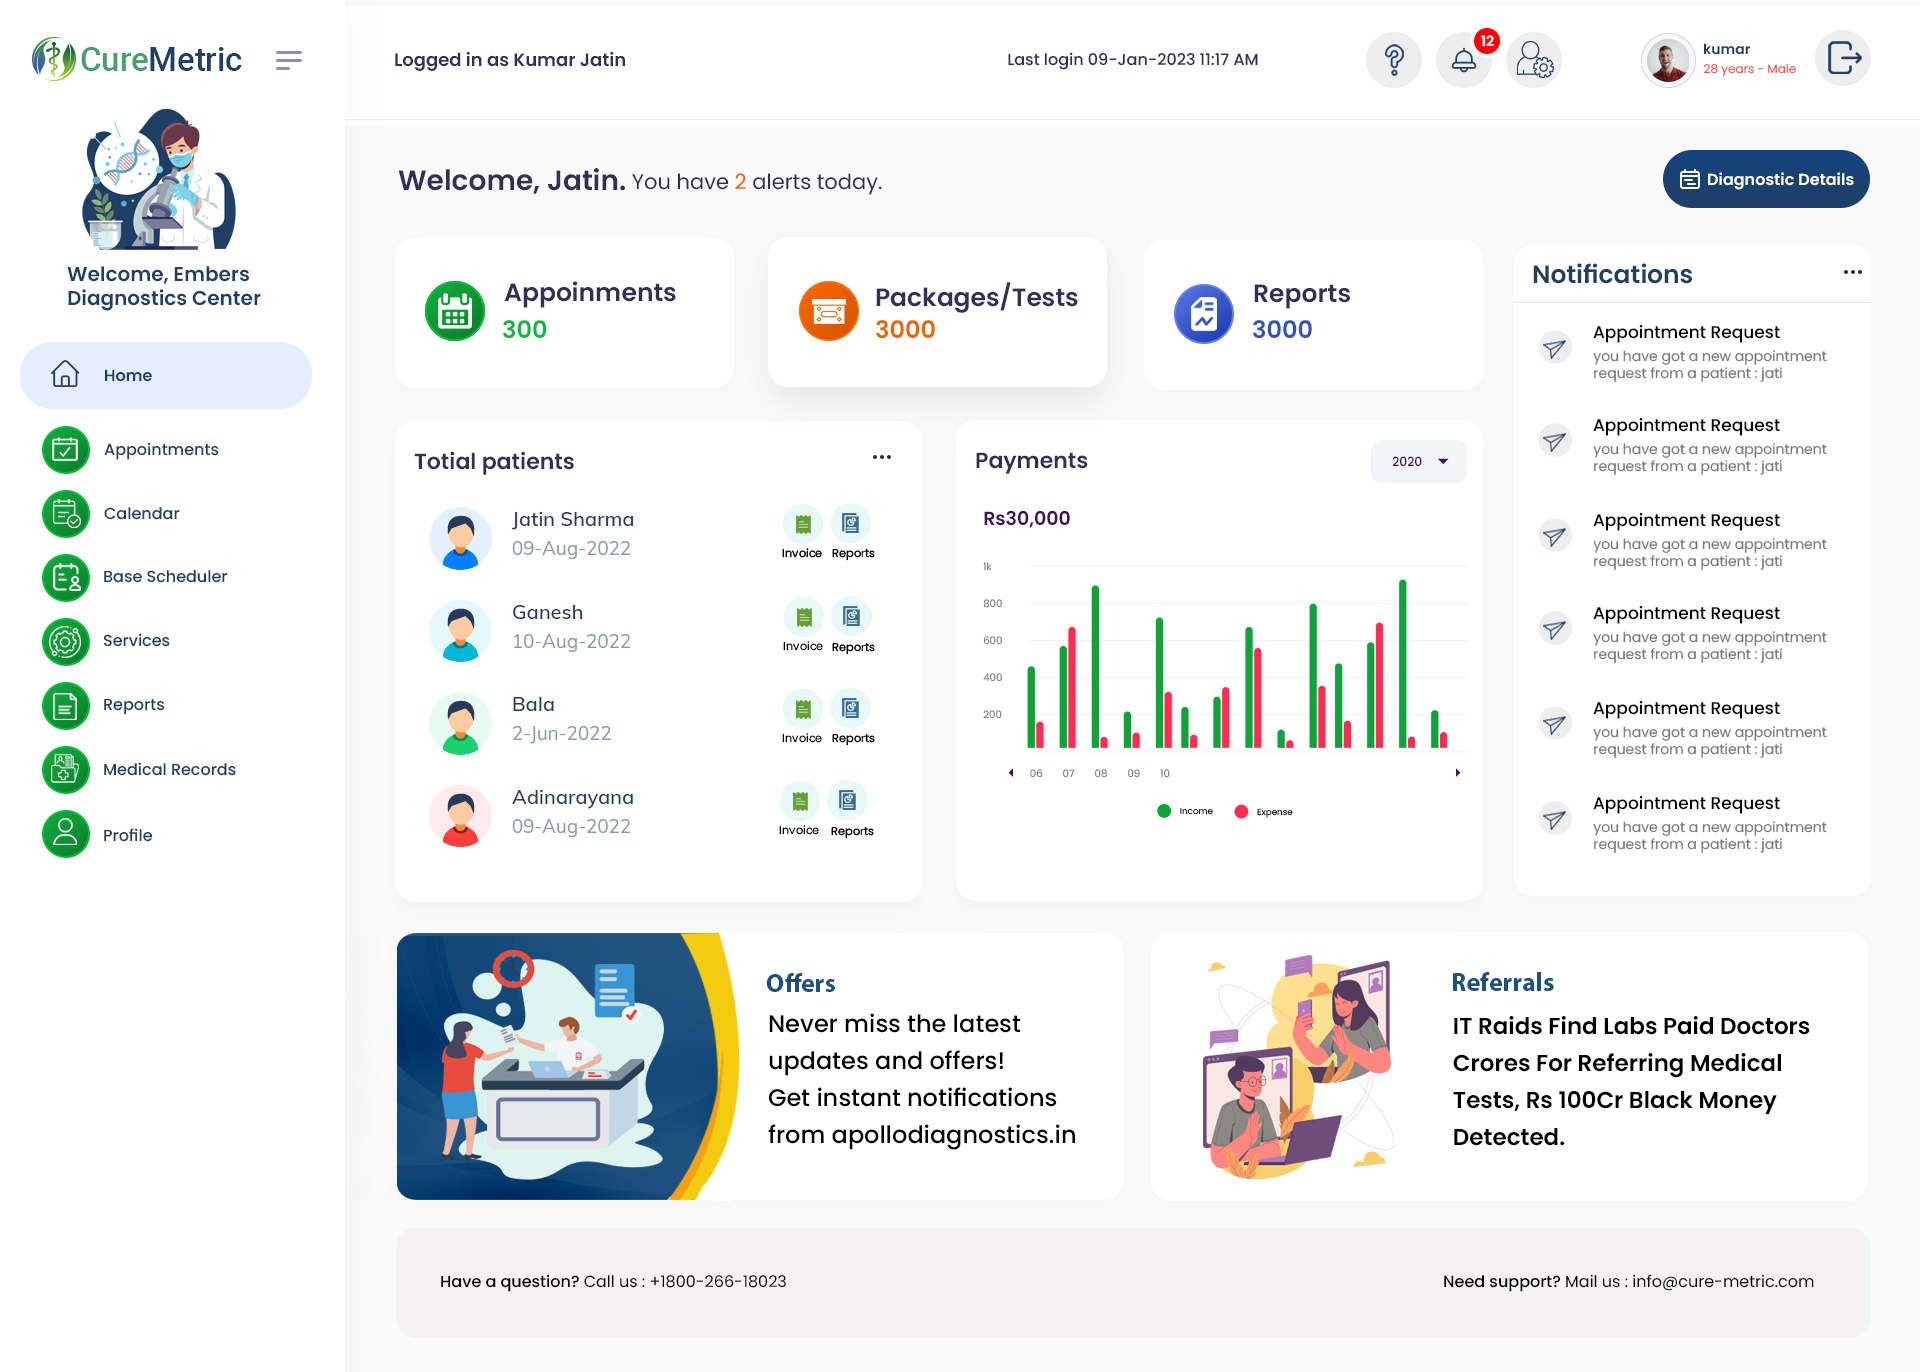 CureMetric
Logged in as Kumar Jatin
Last login 09-Jan-2023 11:17 AM
12
kumar
28 years - Male
Welcome, Embers
Diagnostics Center
Home
Appointments
Calendar
Base Scheduler
Services
Reports
Medical Records
Profile
Welcome, Jatin. You have 2 alerts today.
Diagnostic Details
Appoinments
300
Packages/Tests
3000
Reports
3000
Totial patients
Jatin Sharma
09-Aug-2022
Invoice Reports
Ganesh
10-Aug-2022
Invoice Reports
Bala
2-Jun-2022
Invoice Reports
Adinarayana
09-Aug-2022
Invoice Reports
Payments
2020
Rs30,000
1k
800
600
400
200
06 07 08 09 10
Income Expense
Notifications
Appointment Request
you have got a new appointment
request from a patient : jati
Appointment Request
you have got a new appointment
request from a patient : jati
Appointment Request
you have got a new appointment
request from a patient : jati
Appointment Request
you have got a new appointment
request from a patient : jati
Appointment Request
you have got a new appointment
request from a patient : jati
Appointment Request
you have got a new appointment
request from a patient : jati
Offers
Never miss the latest
updates and offers!
Get instant notifications
from apollodiagnostics.in
Referrals
IT Raids Find Labs Paid Doctors
Crores For Referring Medical
Tests, Rs 100Cr Black Money
Detected.
Have a question? Call us : +1800-266-18023
Need support? Mail us : info@cure-metric.com